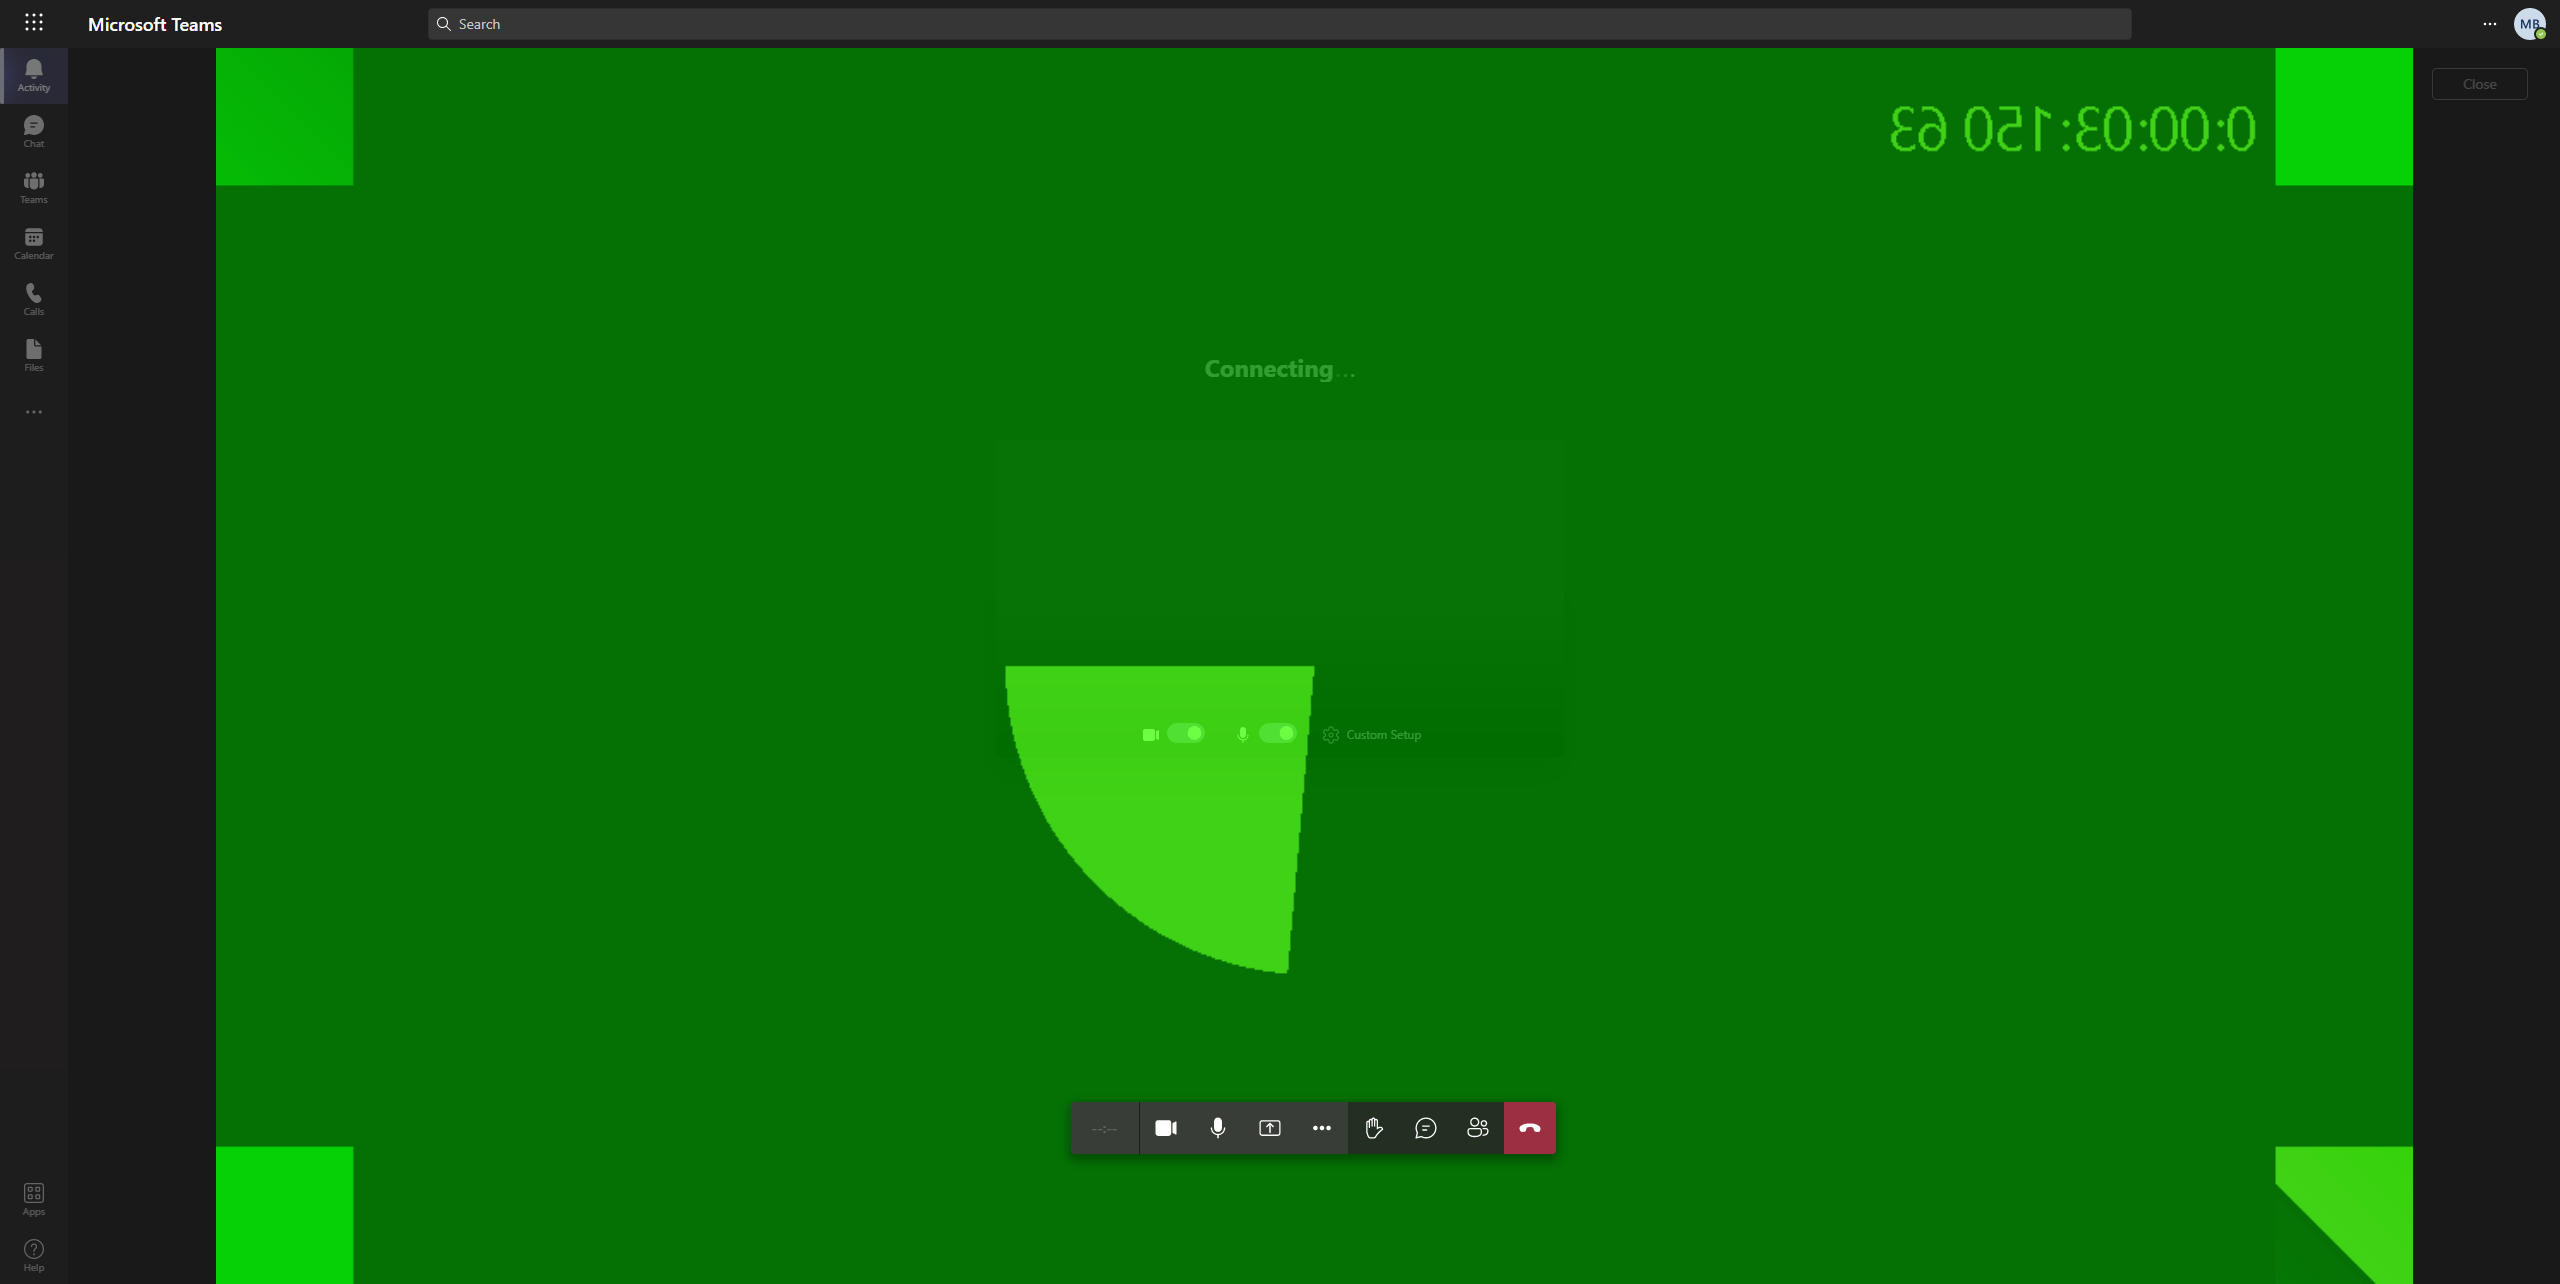 Microsoft Teams
Search
MB
Activity
Close
0:00:03:150 63
Chat
Teams
Calendar
Calls
Files
Connecting...
Custom Setup
--:--
Apps
Help